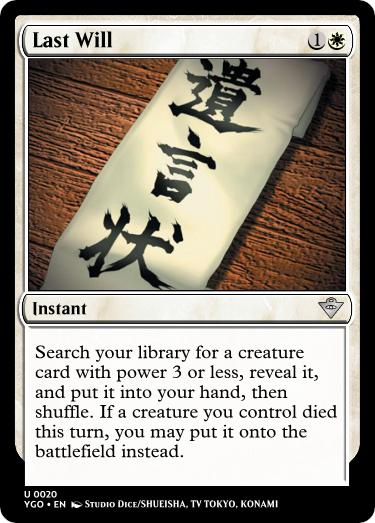 Last Will
1
遺言状
Instant
Search your library for a creature
card with power 3 or less, reveal it,
and put it into your hand, then
shuffle. If a creature you control died
this turn, you may put it onto the
battlefield instead.
U 0020
YGO • EN Studio Dice/SHUEISHA, TV TOKYO, KONAMI